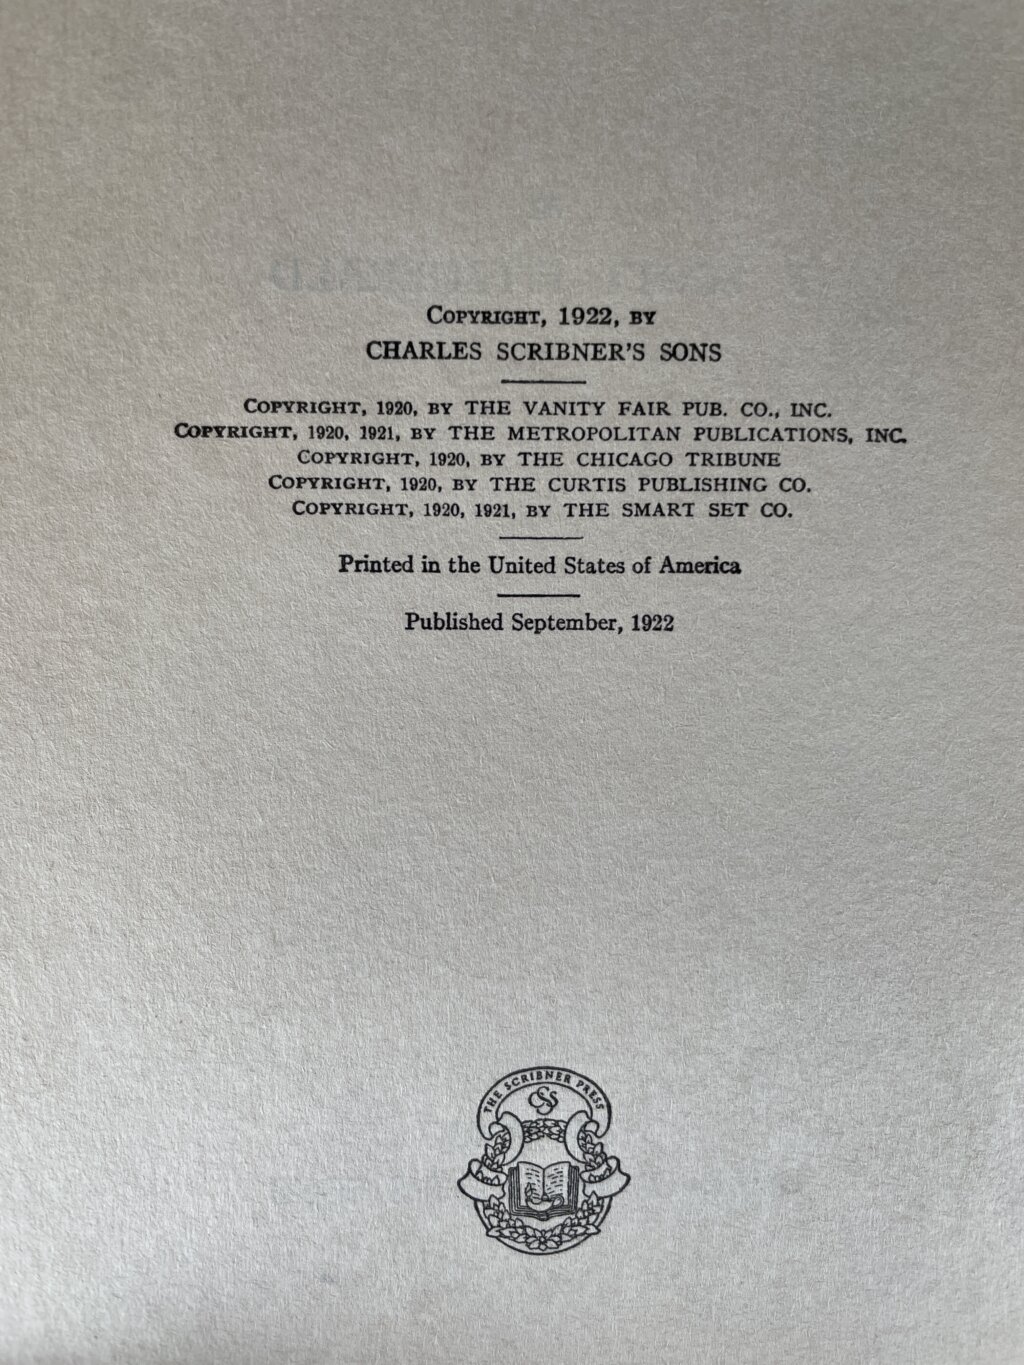 COPYRIGHT, 1922, BY
CHARLES SCRIBNER'S SONS
COPYRIGHT, 1920, BY THE VANITY FAIR PUB. CO., INC.
COPYRIGHT, 1920, 1921, BY THE METROPOLITAN PUBLICATIONS, INC.
COPYRIGHT, 1920, BY THE CHICAGO TRIBUNE
COPYRIGHT, 1920, BY THE CURTIS PUBLISHING CO.
COPYRIGHT, 1920, 1921, BY THE SMART SET CO.
Printed in the United States of America
Published September, 1922
THE SCRIBNER PRESS
CSS